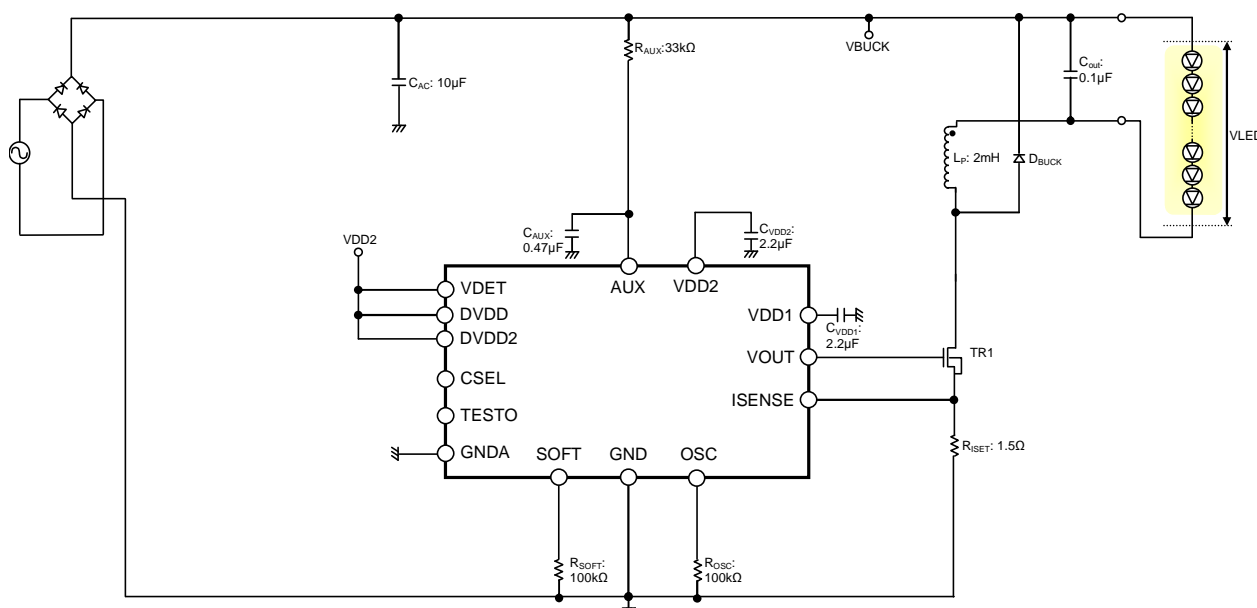 RAUX: 33kΩ
VBUCK
CAC: 10µF
Cout:
0.1µF
VLED
LP: 2mH
DBUCK
CAUX:
0.47µF
CVDD2:
2.2µF
VDD2
AUX
VDD2
VDET
DVDD
DVDD2
CSEL
TESTO
GNDA
VDD1
VOUT
ISENSE
CVDD1:
2.2µF
TR1
SOFT
GND
OSC
RISET: 1.5Ω
RSOFT:
100kΩ
ROSC:
100kΩ